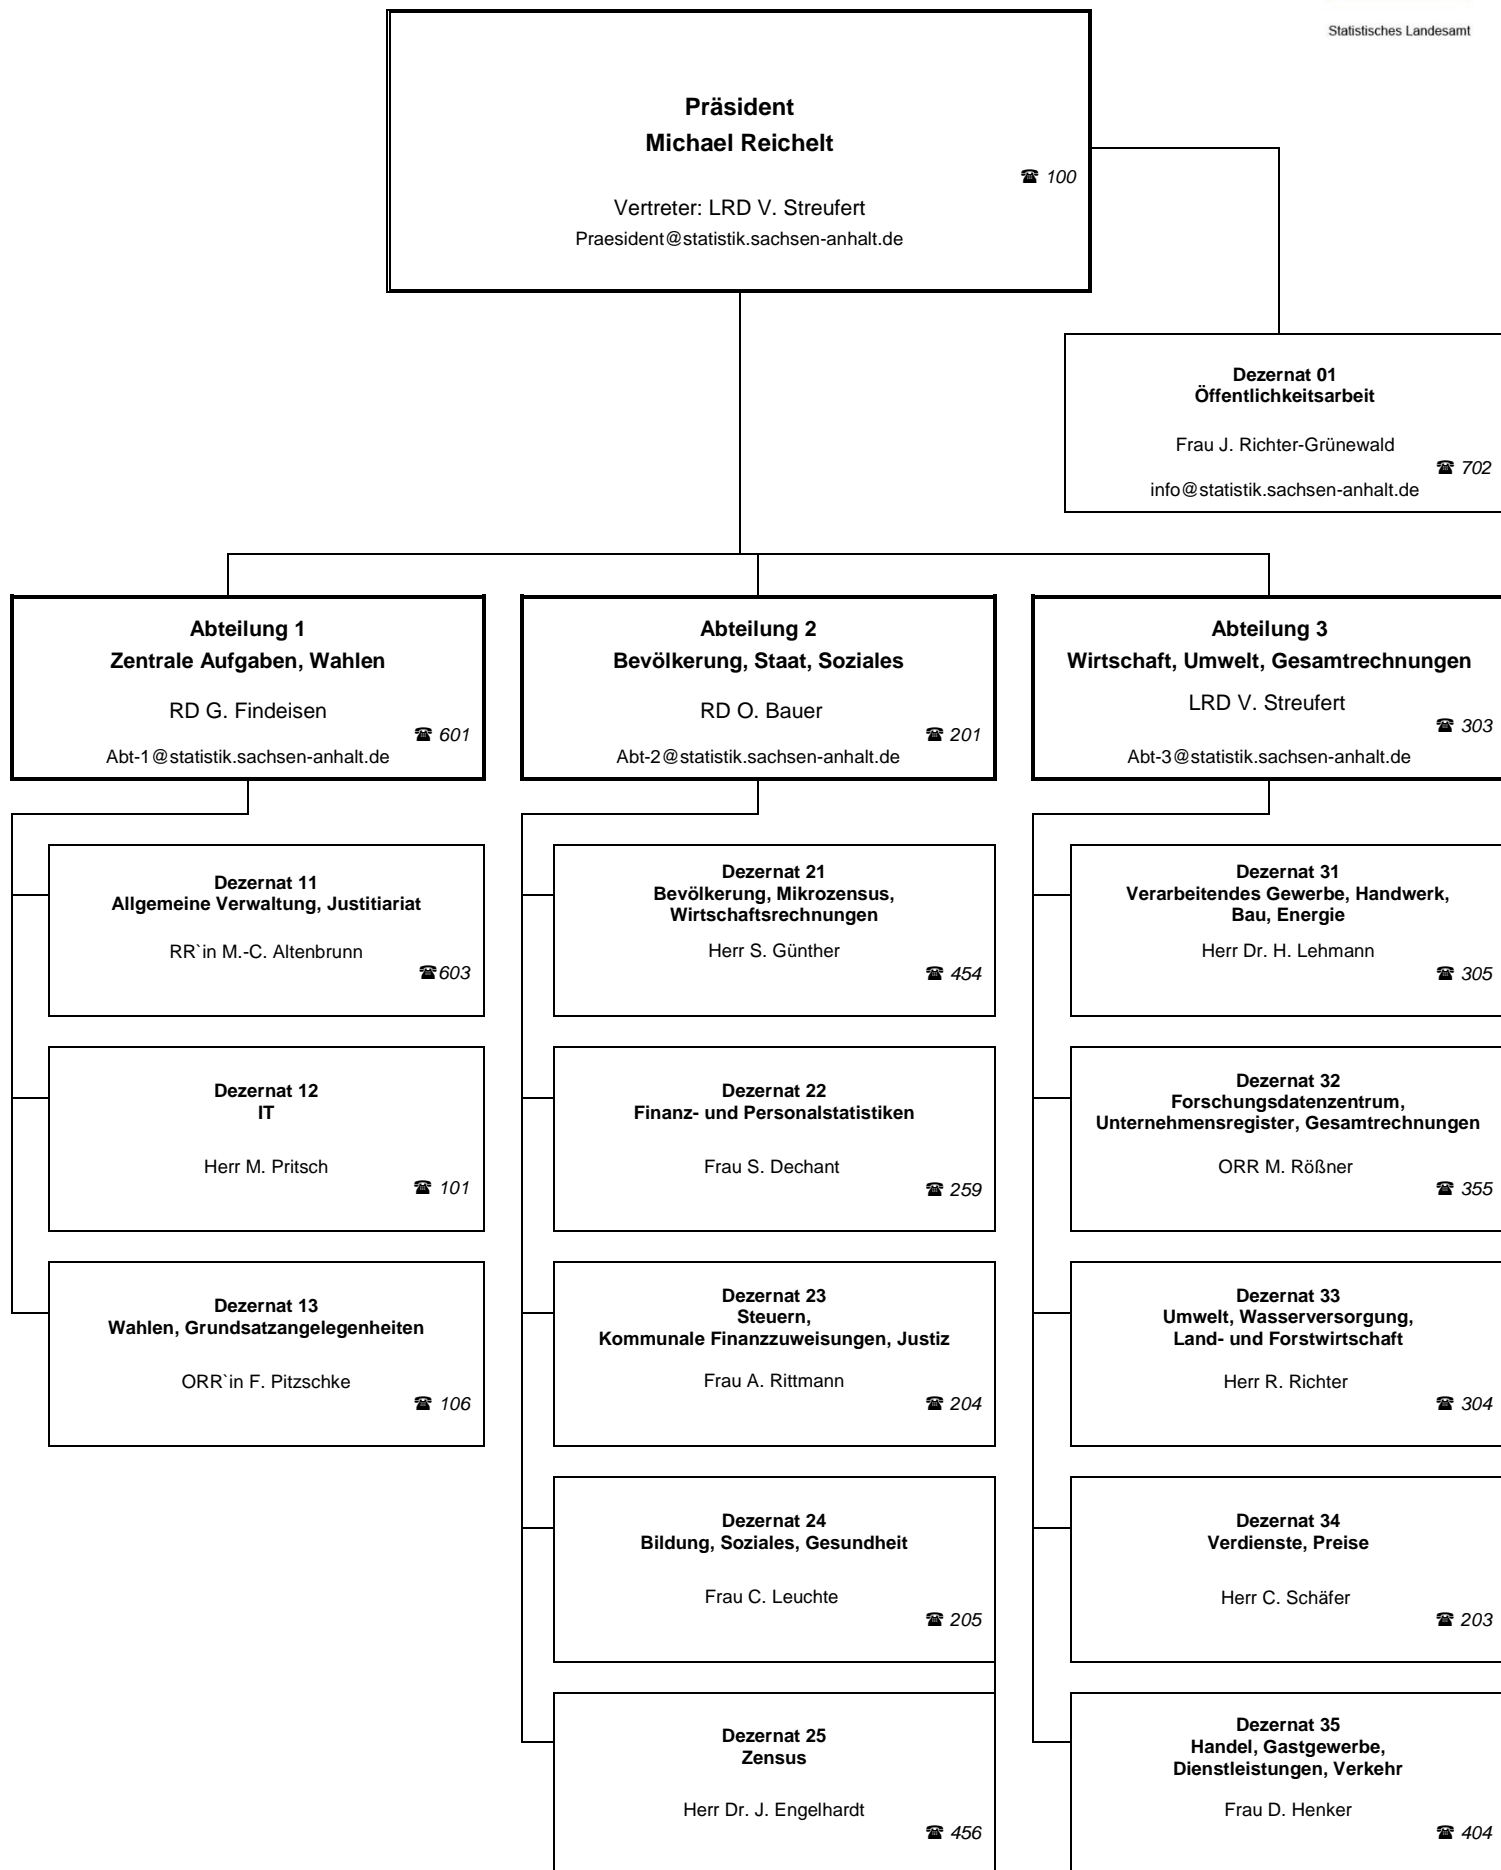 Statistisches Landesamt
Präsident
Michael Reichelt
☎ 100
Vertreter: LRD V. Streufert
Praesident@statistik.sachsen-anhalt.de
Dezernat 01
Öffentlichkeitsarbeit
Frau J. Richter-Grünewald
☎ 702
info@statistik.sachsen-anhalt.de
Abteilung 1
Zentrale Aufgaben, Wahlen
RD G. Findeisen
☎ 601
Abt-1@statistik.sachsen-anhalt.de
Abteilung 2
Bevölkerung, Staat, Soziales
RD O. Bauer
☎ 201
Abt-2@statistik.sachsen-anhalt.de
Abteilung 3
Wirtschaft, Umwelt, Gesamtrechnungen
LRD V. Streufert
☎ 303
Abt-3@statistik.sachsen-anhalt.de
Dezernat 11
Allgemeine Verwaltung, Justitiariat
RR`in M.-C. Altenbrunn
☎603
Dezernat 12
IT
Herr M. Pritsch
☎ 101
Dezernat 13
Wahlen, Grundsatzangelegenheiten
ORR`in F. Pitzschke
☎ 106
Dezernat 21
Bevölkerung, Mikrozensus,
Wirtschaftsrechnungen
Herr S. Günther
☎ 454
Dezernat 22
Finanz- und Personalstatistiken
Frau S. Dechant
☎ 259
Dezernat 23
Steuern,
Kommunale Finanzzuweisungen, Justiz
Frau A. Rittmann
☎ 204
Dezernat 24
Bildung, Soziales, Gesundheit
Frau C. Leuchte
☎ 205
Dezernat 25
Zensus
Herr Dr. J. Engelhardt
☎ 456
Dezernat 31
Verarbeitendes Gewerbe, Handwerk,
Bau, Energie
Herr Dr. H. Lehmann
☎ 305
Dezernat 32
Forschungsdatenzentrum,
Unternehmensregister, Gesamtrechnungen
ORR M. Rößner
☎ 355
Dezernat 33
Umwelt, Wasserversorgung,
Land- und Forstwirtschaft
Herr R. Richter
☎ 304
Dezernat 34
Verdienste, Preise
Herr C. Schäfer
☎ 203
Dezernat 35
Handel, Gastgewerbe,
Dienstleistungen, Verkehr
Frau D. Henker
☎ 404